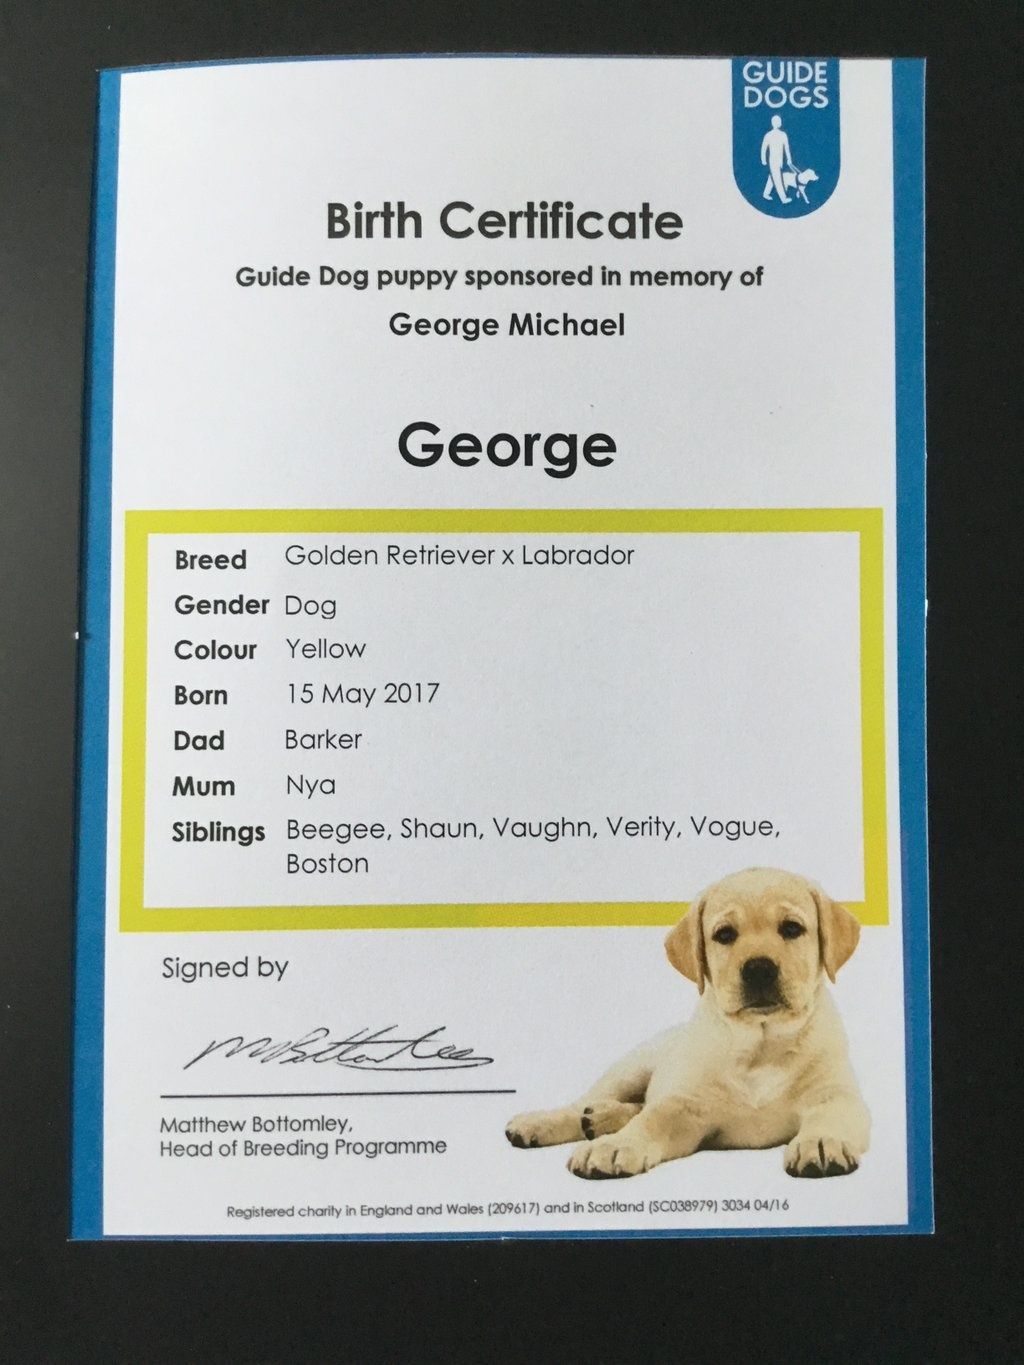 GUIDE
DOGS
Birth Certificate
Guide Dog puppy sponsored in memory of
George Michael
George
Breed Golden Retriever x Labrador
Gender Dog
Colour Yellow
Born 15 May 2017
Dad Barker
Mum Nya
Siblings Beegee, Shaun, Vaughn, Verity, Vogue,
Boston
Signed by
M Bottomley
Matthew Bottomley,
Head of Breeding Programme
Registered charity in England and Wales (209617) and in Scotland (SC038979) 3034 04/16